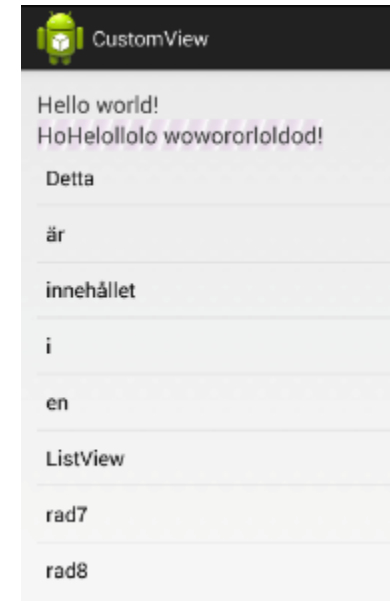 CustomView
Hello world!
HoHelollolo wowororloldod!
Detta
är
innehållet
i
en
ListView
rad7
rad8